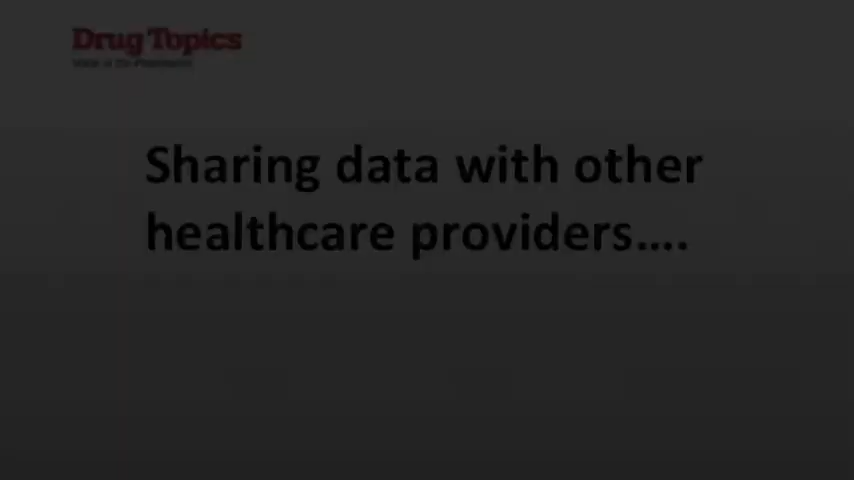 Drug Topics
Sharing data with other
healthcare providers....